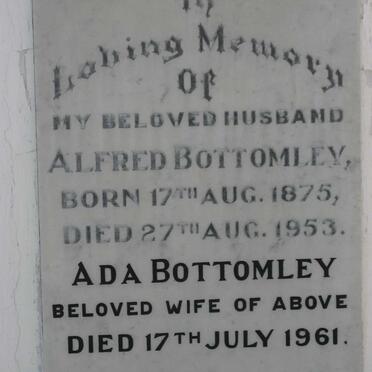 In
Loving Memory
Of
MY BELOVED HUSBAND
ALFRED BOTTOMLEY,
BORN 17TH AUG. 1875,
DIED 27TH AUG. 1953.
ADA BOTTOMLEY
BELOVED WIFE OF ABOVE
DIED 17TH JULY 1961.